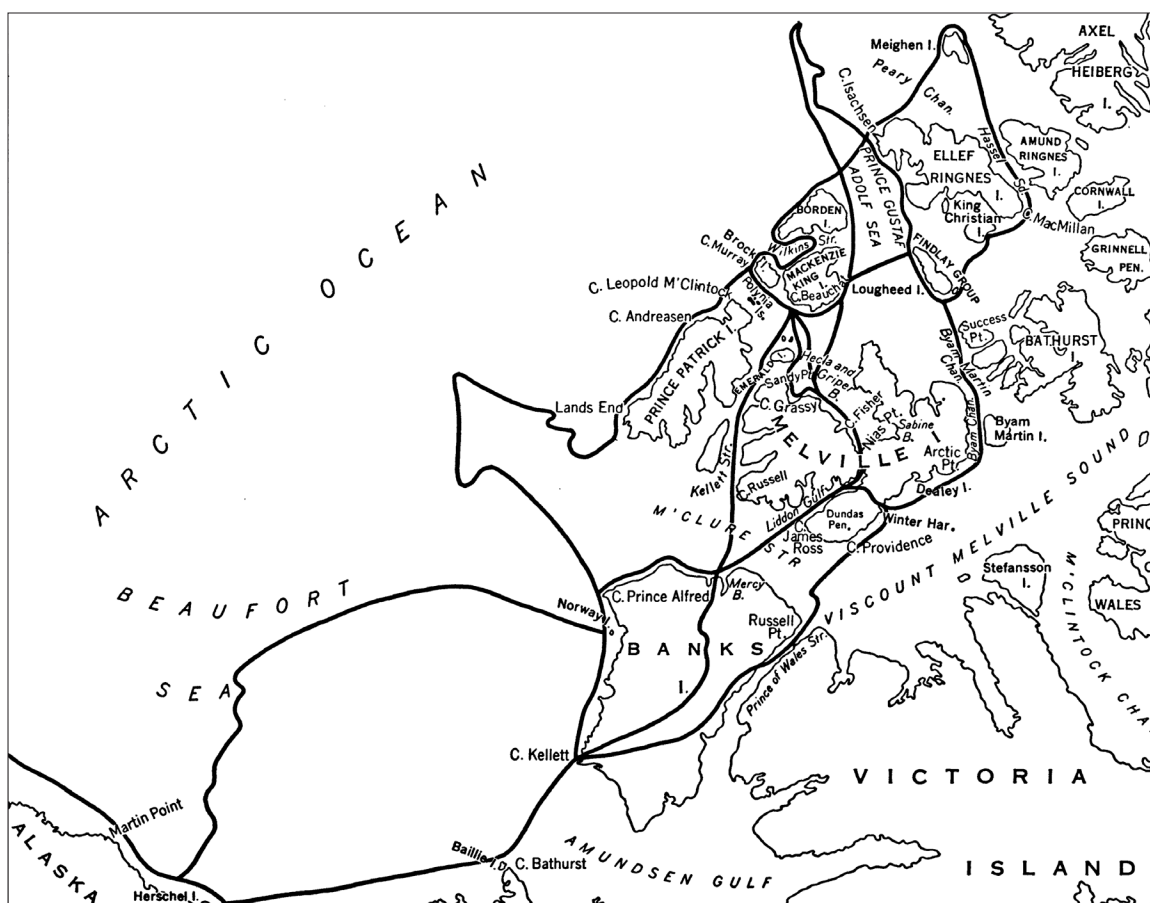 AXEL
HEIBERG
I.
Meighen I.
Peary Chan.
C. Isachsen
Hassel Sd.
ELLEF
RINGNES
I.
AMUND
RINGNES
I.
CORNWALL
I.
King
Christian
I.
C. MacMillan
GRINNELL
PEN.
PRINCE GUSTAF
ADOLF SEA
BORDEN
I.
Wilkins Str.
Brock I.
C. Murray
MACKENZIE
KING
I.
C. Beauchat
FINDLAY GROUP
Lougheed I.
C. Leopold M'Clintock
Polynia
Is.
C. Andreasen
PRINCE PATRICK I.
Lands End
EMERALD
I.
Hecla and
Griper
B.
Sandy Pt.
C. Grassy
C. Fisher
Nias Pt.
Sabine
B.
MELVILLE I.
Success
Pt.
BATHURST
I.
Byam Martin
Chan.
Byam Chan.
Byam
Martin I.
Arctic
Pt.
Dealey I.
Kellett Str.
C. Russell
Liddon Gulf
Dundas
Pen.
Winter Har.
C.
James
Ross
C. Providence
M'CLURE STR
VISCOUNT MELVILLE SOUND
Stefansson
I.
M'CLINTOCK CHA
PRINC
WALES
ARCTIC OCEAN
BEAUFORT
SEA
Norway I.
C. Prince Alfred
Mercy
B.
Russell
Pt.
BANKS
I.
Prince of Wales Str.
C. Kellett
VICTORIA
ISLAND
AMUNDSEN GULF
Baillie I.
C. Bathurst
Martin Point
ALASKA
Herschel I.